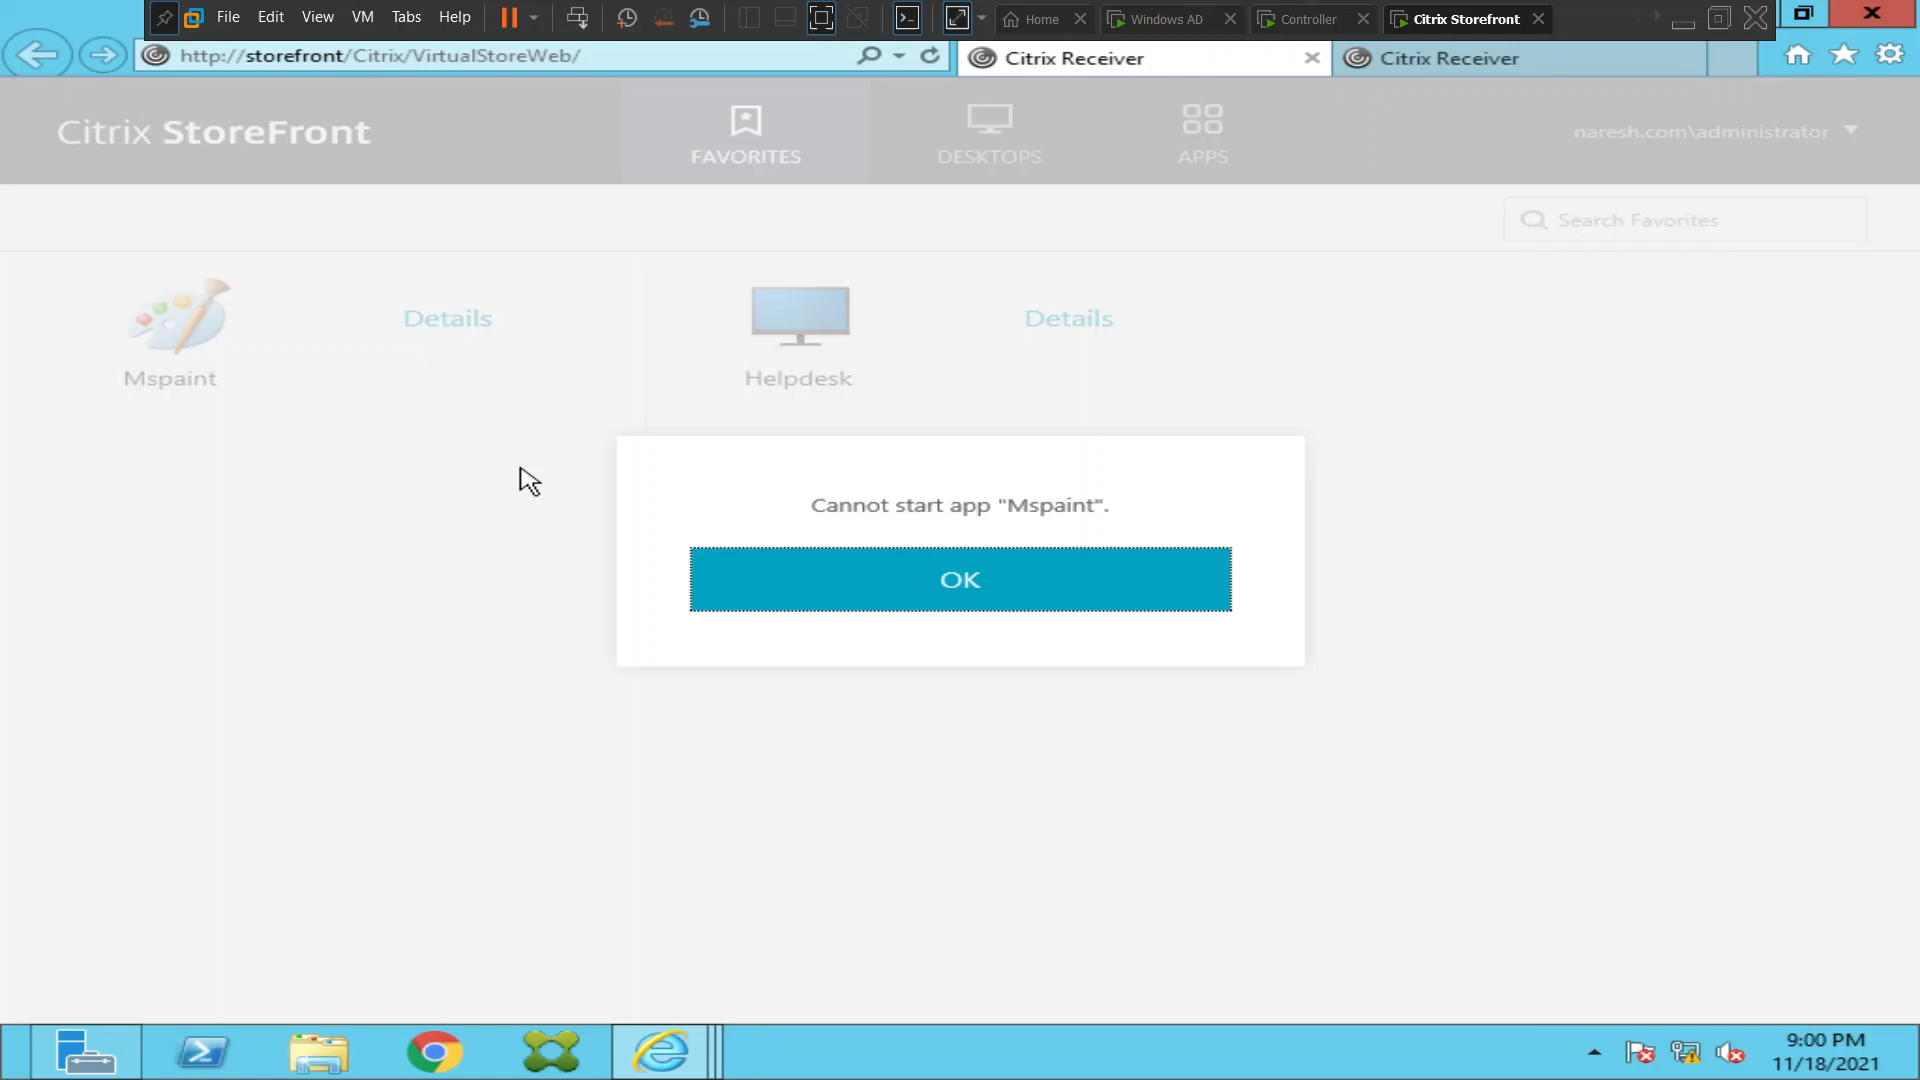 File Edit View VM Tabs Help Home Windows AD Controller Citrix Storefront
http://storefront/Citrix/VirtualStoreWeb/ Citrix Receiver Citrix Receiver
Citrix StoreFront FAVORITES DESKTOPS APPS naresh.com\administrator
Search Favorites
Details Details
Mspaint Helpdesk
Cannot start app "Mspaint".
OK
9:00 PM
11/18/2021